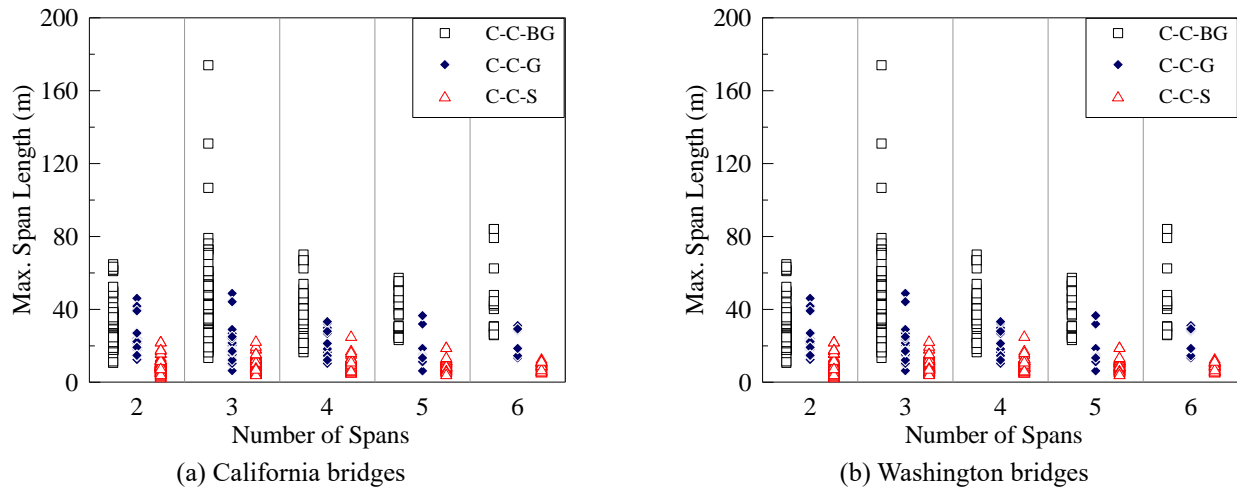 200
160
120
80
40
0
Max. Span Length (m)
C-C-BG
C-C-G
C-C-S
2 3 4 5 6
Number of Spans
(a) California bridges
200
160
120
80
40
0
Max. Span Length (m)
C-C-BG
C-C-G
C-C-S
2 3 4 5 6
Number of Spans
(b) Washington bridges